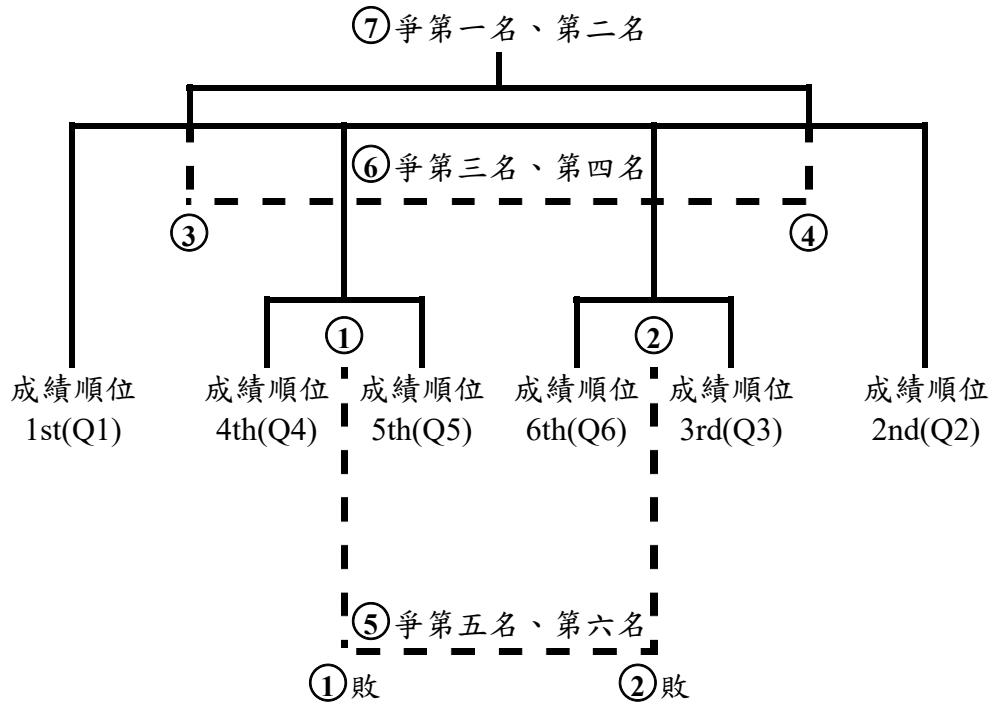 ⑦爭第一名、第二名
⑥爭第三名、第四名
③
④
①
②
成績順位
1st(Q1)
成績順位
4th(Q4)
成績順位
5th(Q5)
成績順位
6th(Q6)
成績順位
3rd(Q3)
成績順位
2nd(Q2)
⑤爭第五名、第六名
①敗
②敗